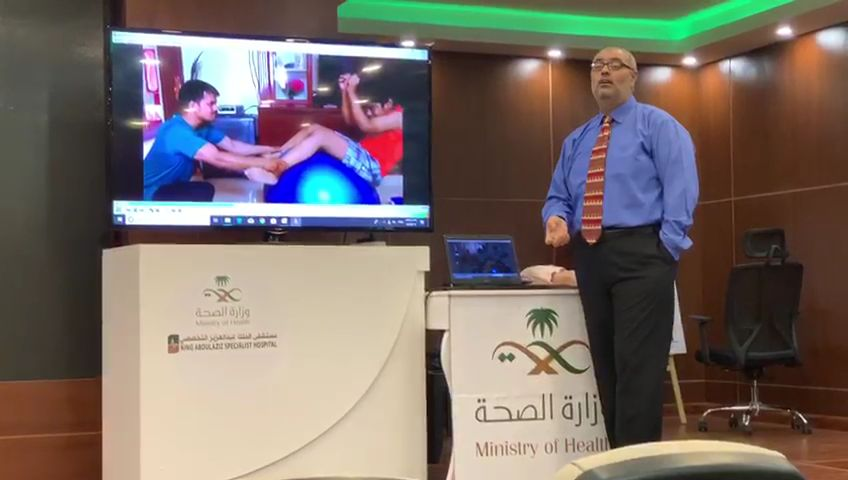 وزارة الصحة
Ministry of Health
مستشفى الملك عبدالعزيز التخصصي
KING ABDULAZIZ SPECIALIST HOSPITAL
وزارة الصحة
Ministry of Health